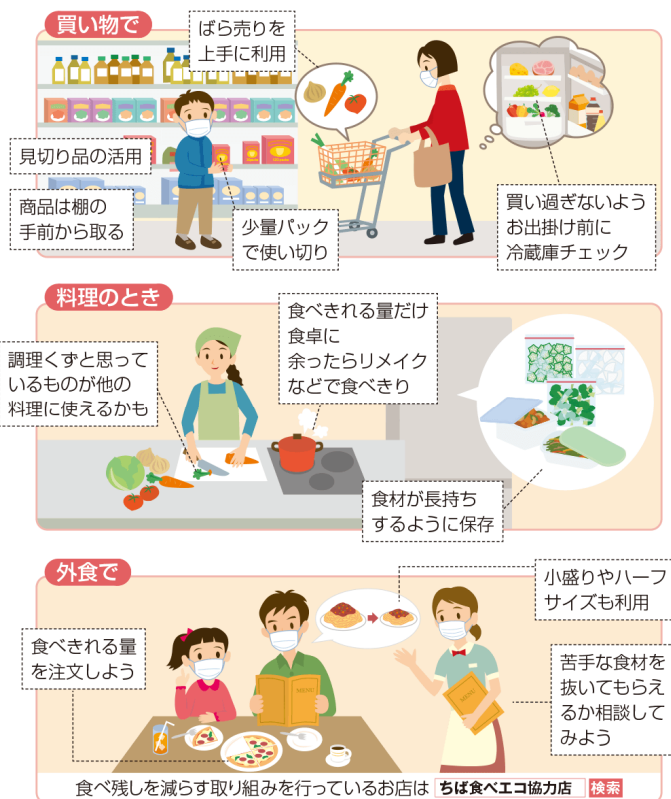 買い物で
ばら売りを
上手に利用
見切り品の活用
商品は棚の
手前から取る
少量パック
で使い切り
買い過ぎないよう
お出掛け前に
冷蔵庫チェック
料理のとき
調理くずと思って
いるものが他の
料理に使えるかも
食べきれる量だけ
食卓に
余ったらリメイク
などで食べきり
食材が長持ち
するように保存
外食で
食べきれる量
を注文しよう
MENU
小盛りやハーフ
サイズも利用
MENU
苦手な食材を
抜いてもらえ
るか相談して
みよう
食べ残しを減らす取り組みを行っているお店は ちば食べエコ協力店 検索